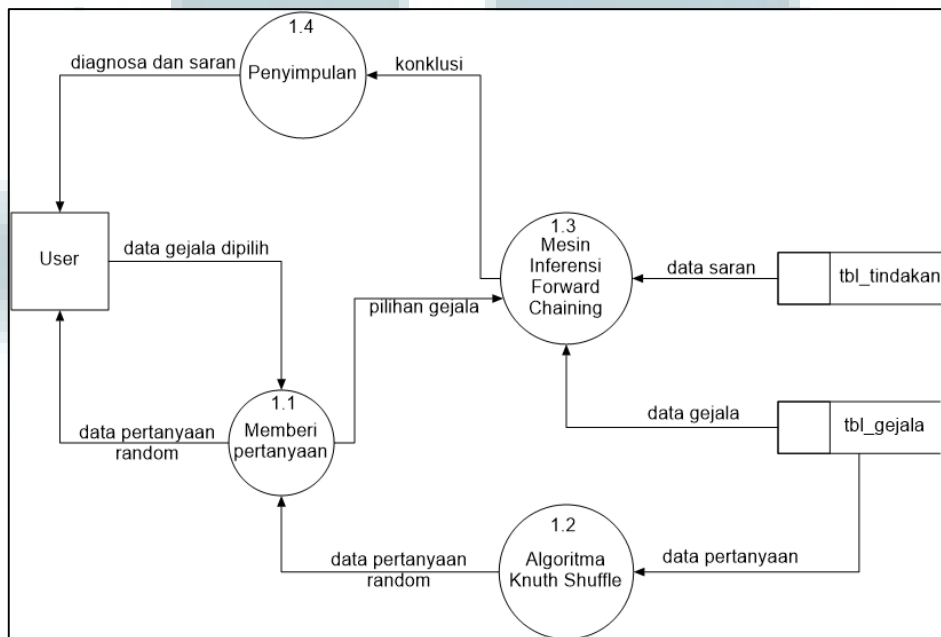 1.4
Penyimpulan
diagnosa dan saran
konklusi
User
data gejala dipilih
1.3
Mesin
Inferensi
Forward
Chaining
data saran
tbl_tindakan
pilihan gejala
1.1
Memberi
pertanyaan
data pertanyaan
random
data gejala
tbl_gejala
1.2
Algoritma
Knuth Shuffle
data pertanyaan
random
data pertanyaan